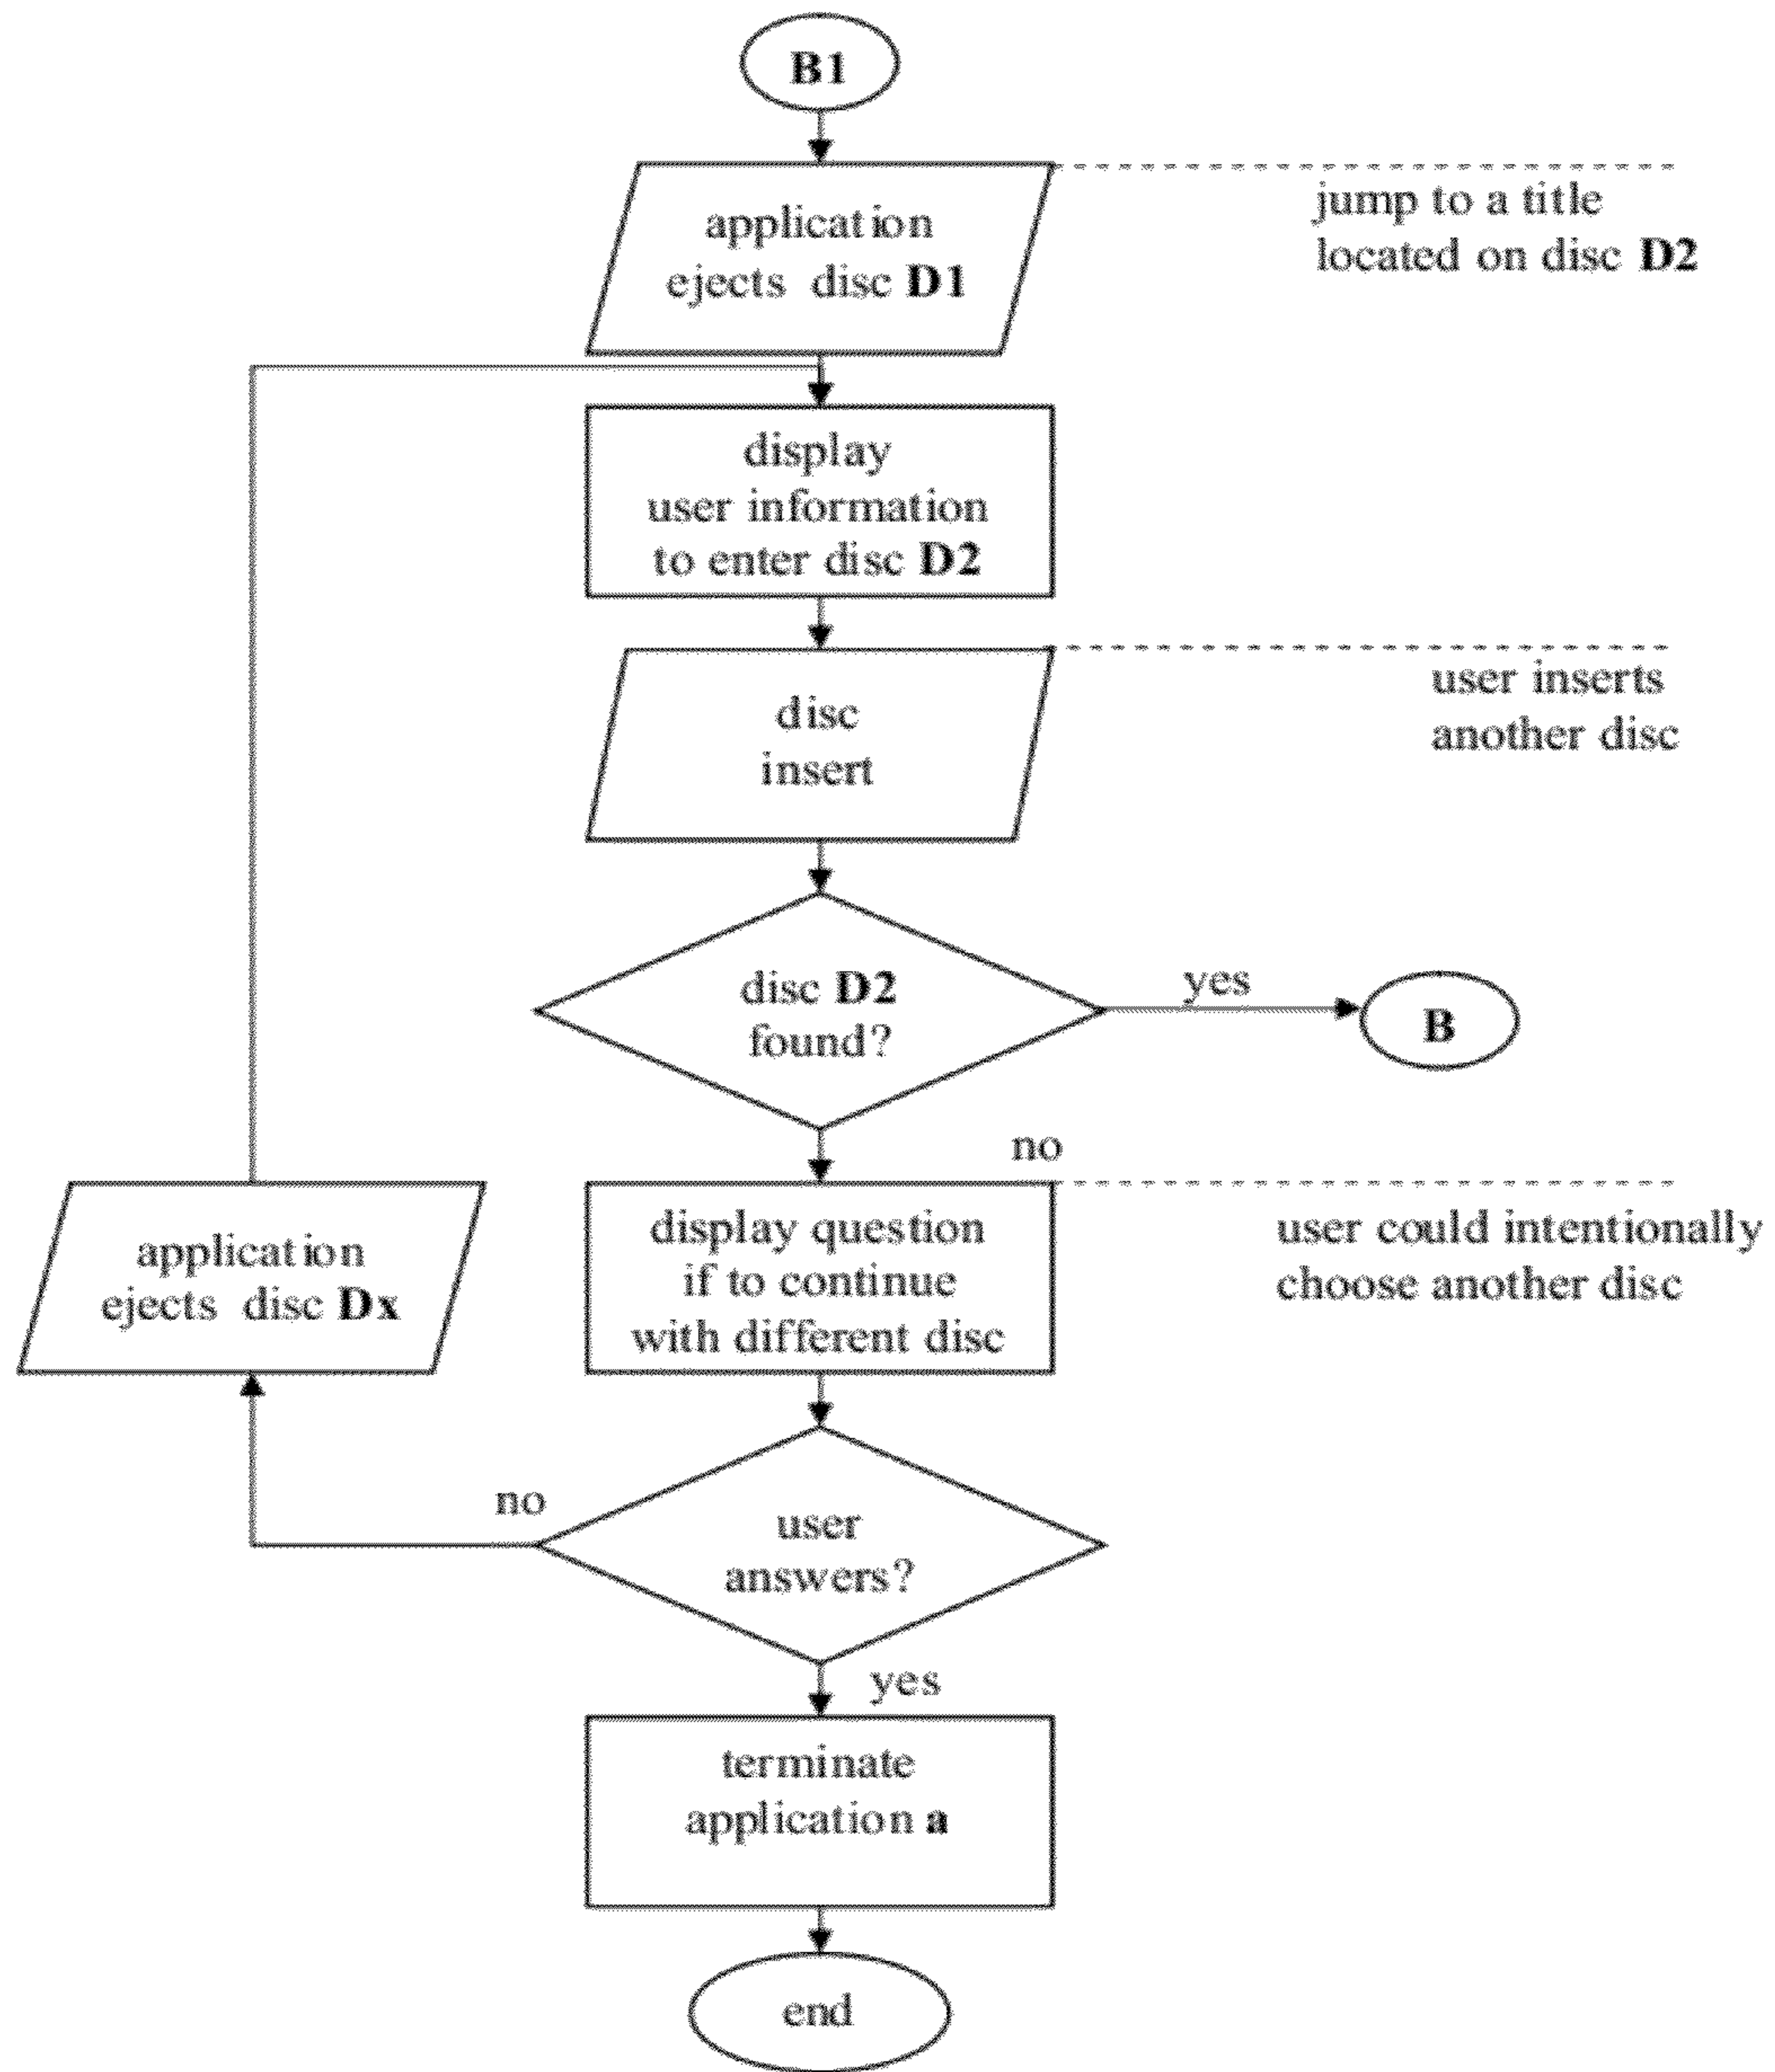 B1
application
ejects disc D1
jump to a title
located on disc D2
display
user information
to enter disc D2
disc
insert
user inserts
another disc
disc D2
found?
yes
B
no
application
ejects disc Dx
display question
if to continue
with different disc
user could intentionally
choose another disc
no
user
answers?
yes
terminate
application a
end